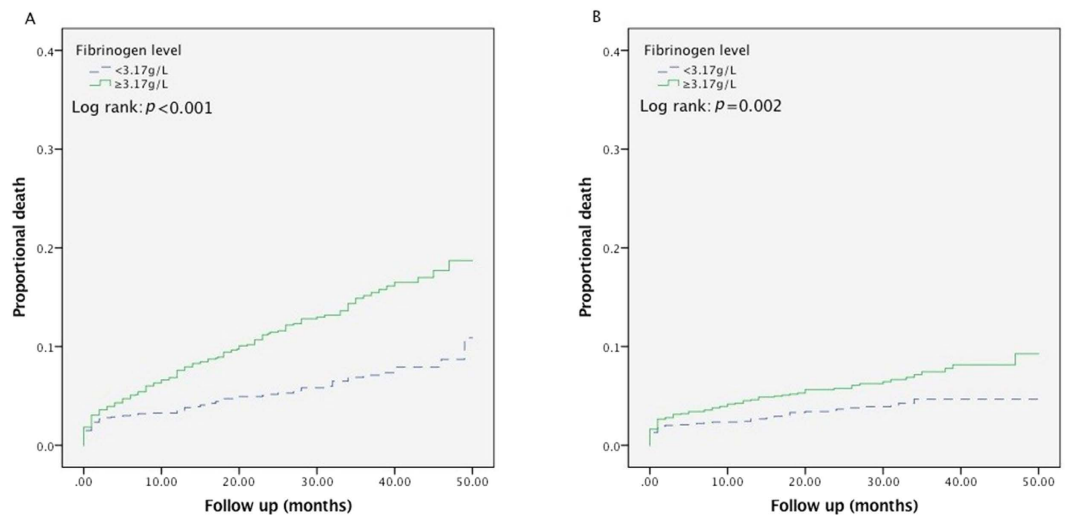 A
Fibrinogen level
<3.17g/L
≥3.17g/L
Log rank: p<0.001
Proportional death
0.4
0.3
0.2
0.1
0.0
.00 10.00 20.00 30.00 40.00 50.00
Follow up (months)
B
Fibrinogen level
<3.17g/L
≥3.17g/L
Log rank: p=0.002
Proportional death
0.4
0.3
0.2
0.1
0.0
.00 10.00 20.00 30.00 40.00 50.00
Follow up (months)